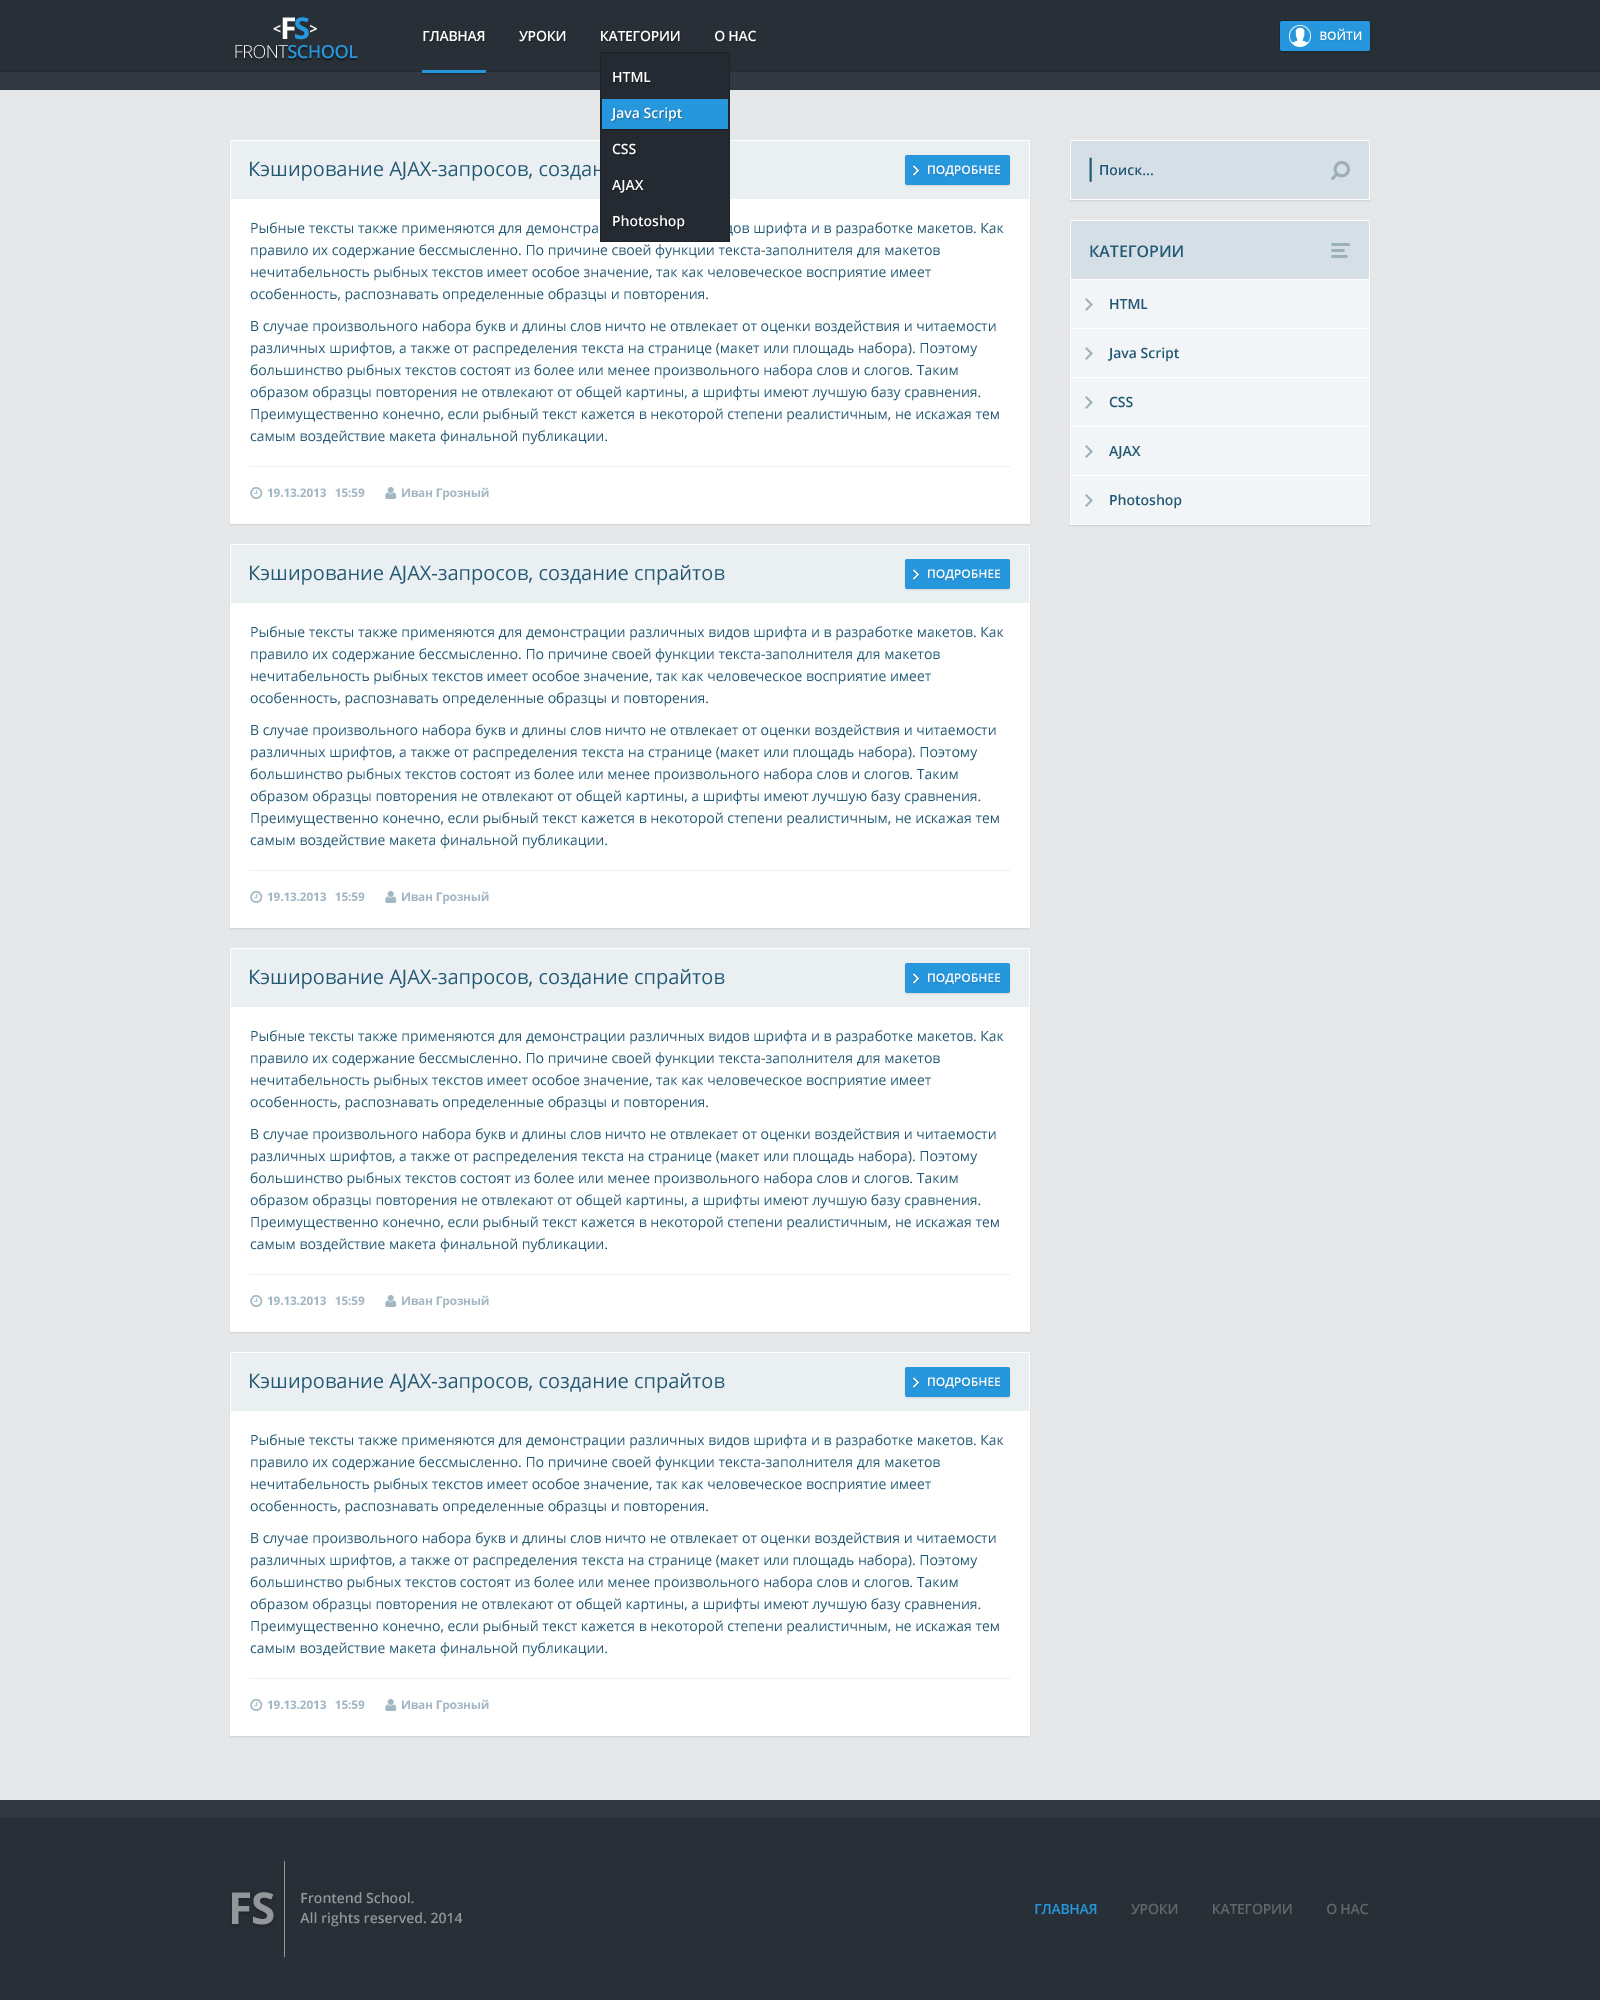 <FS>
FRONTSCHOOL
ГЛАВНАЯ УРОКИ КАТЕГОРИИ О НАС
ВОЙТИ
HTML
Java Script
CSS
AJAX
Photoshop
Кэширование AJAX-запросов, создан
ПОДРОБНЕЕ
Рыбные тексты также применяются для демонстра дов шрифта и в разработке макетов. Как
правило их содержание бессмысленно. По причине своей функции текста-заполнителя для макетов
нечитабельность рыбных текстов имеет особое значение, так как человеческое восприятие имеет
особенность, распознавать определенные образцы и повторения.
В случае произвольного набора букв и длины слов ничто не отвлекает от оценки воздействия и читаемости
различных шрифтов, а также от распределения текста на странице (макет или площадь набора). Поэтому
большинство рыбных текстов состоят из более или менее произвольного набора слов и слогов. Таким
образом образцы повторения не отвлекают от общей картины, а шрифты имеют лучшую базу сравнения.
Преимущественно конечно, если рыбный текст кажется в некоторой степени реалистичным, не искажая тем
самым воздействие макета финальной публикации.
19.13.2013 15:59 Иван Грозный
Поиск...
КАТЕГОРИИ
HTML
Java Script
CSS
AJAX
Photoshop
Кэширование AJAX-запросов, создание спрайтов
ПОДРОБНЕЕ
Рыбные тексты также применяются для демонстрации различных видов шрифта и в разработке макетов. Как
правило их содержание бессмысленно. По причине своей функции текста-заполнителя для макетов
нечитабельность рыбных текстов имеет особое значение, так как человеческое восприятие имеет
особенность, распознавать определенные образцы и повторения.
В случае произвольного набора букв и длины слов ничто не отвлекает от оценки воздействия и читаемости
различных шрифтов, а также от распределения текста на странице (макет или площадь набора). Поэтому
большинство рыбных текстов состоят из более или менее произвольного набора слов и слогов. Таким
образом образцы повторения не отвлекают от общей картины, а шрифты имеют лучшую базу сравнения.
Преимущественно конечно, если рыбный текст кажется в некоторой степени реалистичным, не искажая тем
самым воздействие макета финальной публикации.
19.13.2013 15:59 Иван Грозный
Кэширование AJAX-запросов, создание спрайтов
ПОДРОБНЕЕ
Рыбные тексты также применяются для демонстрации различных видов шрифта и в разработке макетов. Как
правило их содержание бессмысленно. По причине своей функции текста-заполнителя для макетов
нечитабельность рыбных текстов имеет особое значение, так как человеческое восприятие имеет
особенность, распознавать определенные образцы и повторения.
В случае произвольного набора букв и длины слов ничто не отвлекает от оценки воздействия и читаемости
различных шрифтов, а также от распределения текста на странице (макет или площадь набора). Поэтому
большинство рыбных текстов состоят из более или менее произвольного набора слов и слогов. Таким
образом образцы повторения не отвлекают от общей картины, а шрифты имеют лучшую базу сравнения.
Преимущественно конечно, если рыбный текст кажется в некоторой степени реалистичным, не искажая тем
самым воздействие макета финальной публикации.
19.13.2013 15:59 Иван Грозный
Кэширование AJAX-запросов, создание спрайтов
ПОДРОБНЕЕ
Рыбные тексты также применяются для демонстрации различных видов шрифта и в разработке макетов. Как
правило их содержание бессмысленно. По причине своей функции текста-заполнителя для макетов
нечитабельность рыбных текстов имеет особое значение, так как человеческое восприятие имеет
особенность, распознавать определенные образцы и повторения.
В случае произвольного набора букв и длины слов ничто не отвлекает от оценки воздействия и читаемости
различных шрифтов, а также от распределения текста на странице (макет или площадь набора). Поэтому
большинство рыбных текстов состоят из более или менее произвольного набора слов и слогов. Таким
образом образцы повторения не отвлекают от общей картины, а шрифты имеют лучшую базу сравнения.
Преимущественно конечно, если рыбный текст кажется в некоторой степени реалистичным, не искажая тем
самым воздействие макета финальной публикации.
19.13.2013 15:59 Иван Грозный
FS
Frontend School.
All rights reserved. 2014
ГЛАВНАЯ УРОКИ КАТЕГОРИИ О НАС